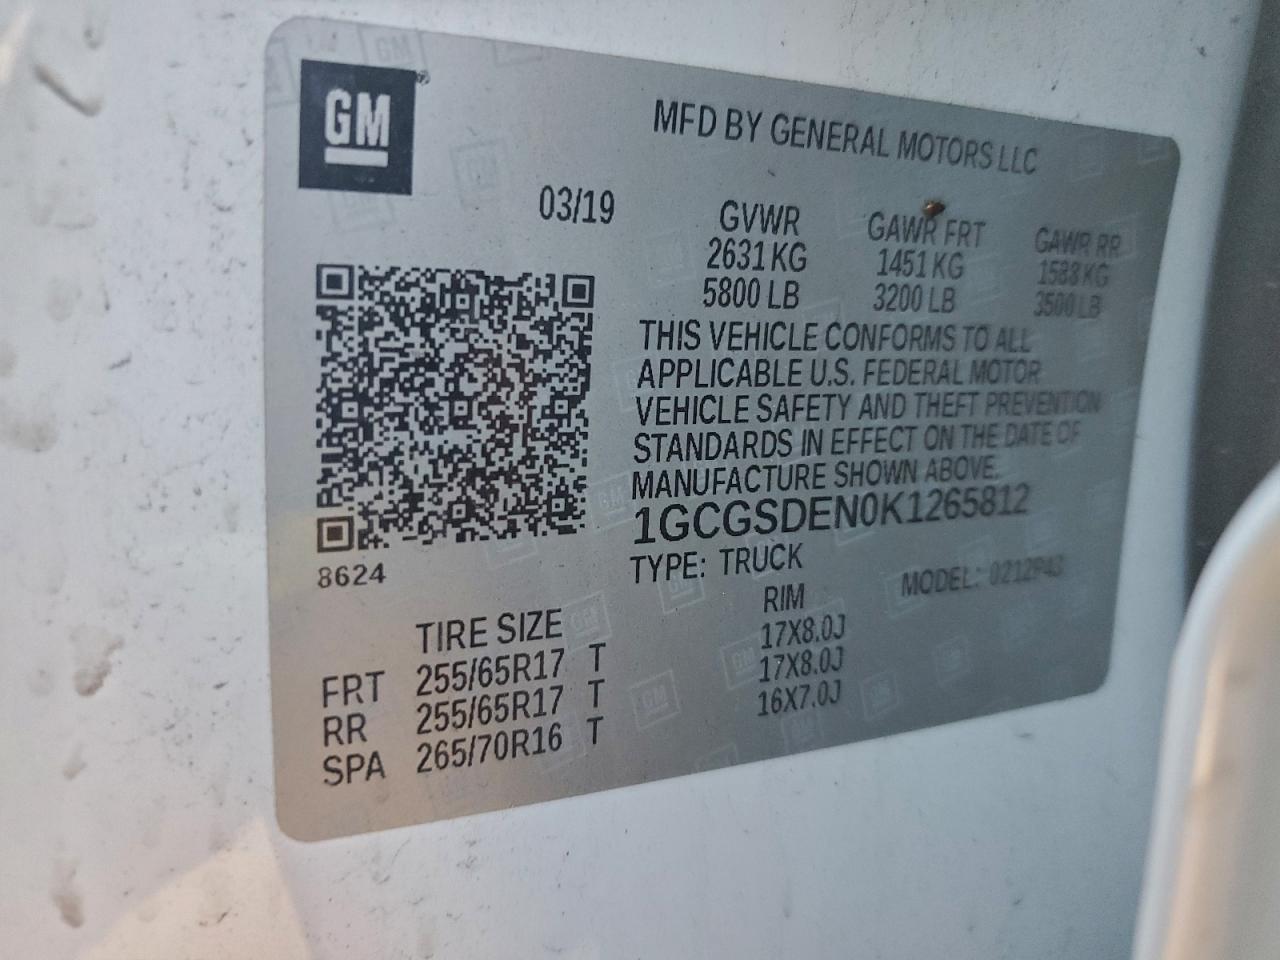 GM
MFD BY GENERAL MOTORS LLC
03/19
GVWR GAWR FRT GAWR RR
2631 KG 1451 KG 1588 KG
5800 LB 3200 LB 3500 LB
THIS VEHICLE CONFORMS TO ALL
APPLICABLE U.S. FEDERAL MOTOR
VEHICLE SAFETY AND THEFT PREVENTION
STANDARDS IN EFFECT ON THE DATE OF
MANUFACTURE SHOWN ABOVE.
1GCGSDEN0K1265812
8624
TYPE: TRUCK MODEL:
TIRE SIZE RIM
FRT 255/65R17 T 17X8.0J
RR 255/65R17 T 17X8.0J
SPA 265/70R16 T 16X7.0J